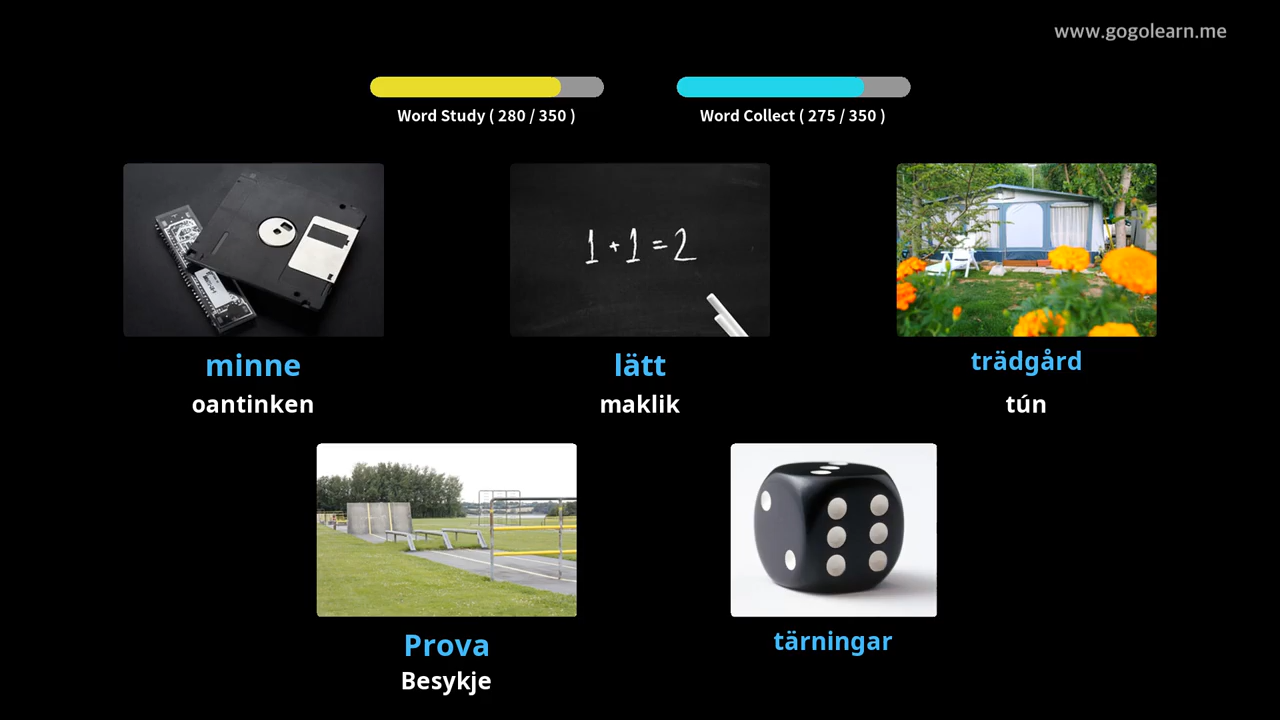 www.gogolearn.me
Word Study ( 280 / 350 )
Word Collect ( 275 / 350 )
1 + 1 = 2
minne
lätt
trädgård
oantinken
maklik
tún
Prova
tärningar
Besykje